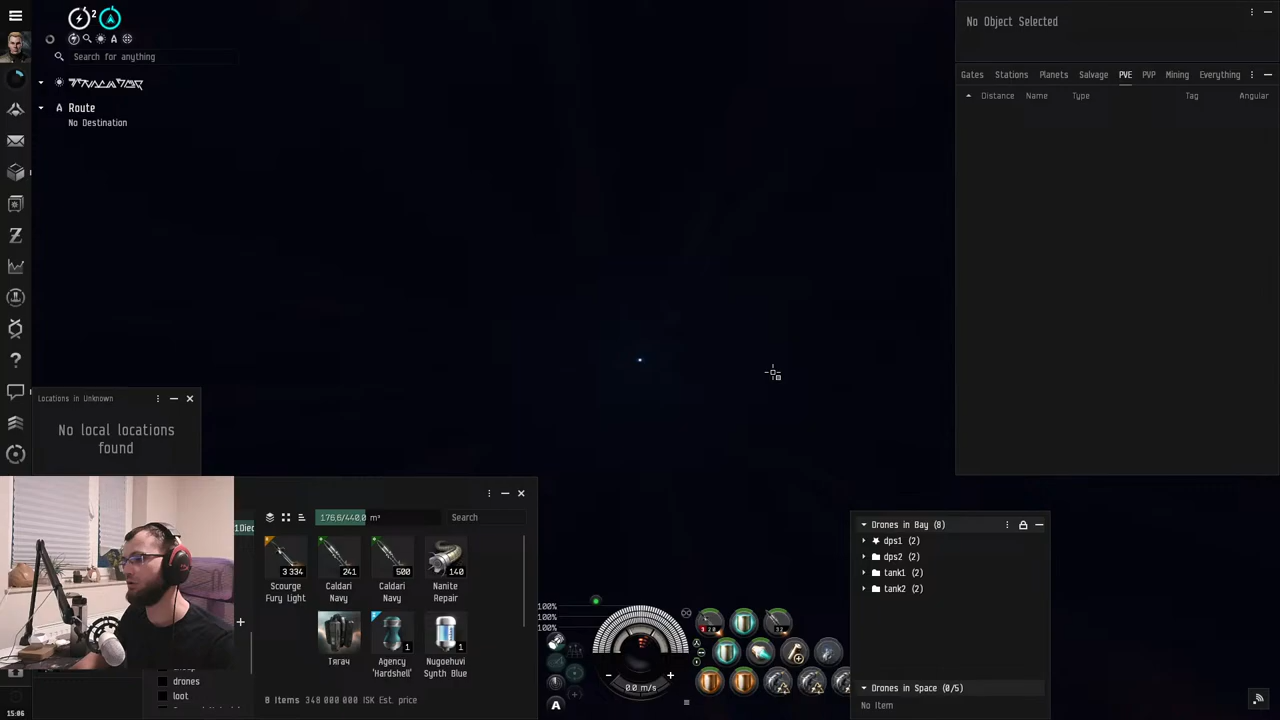 2
Search for anything
A Route
No Destination
No Object Selected
Gates Stations Planets Salvage PVE PVP Mining Everything
Distance Name Type Tag Angular
Locations in Unknown
No local locations
found
176,6/440,0 m³
Search
3 334
241
500
140
Scourge
Fury Light
Caldari
Navy
Caldari
Navy
Nanite
Repair
1
1
Тягач
Agency
'Hardshell'
Nugoehuvi
Synth Blue
drones
loot
8 Items 348 000 000 ISK Est. price
100%
100%
100%
0.0 m/s
A
Drones in Bay (8)
dps1 (2)
dps2 (2)
tank1 (2)
tank2 (2)
Drones in Space (0/5)
No Item
15:06